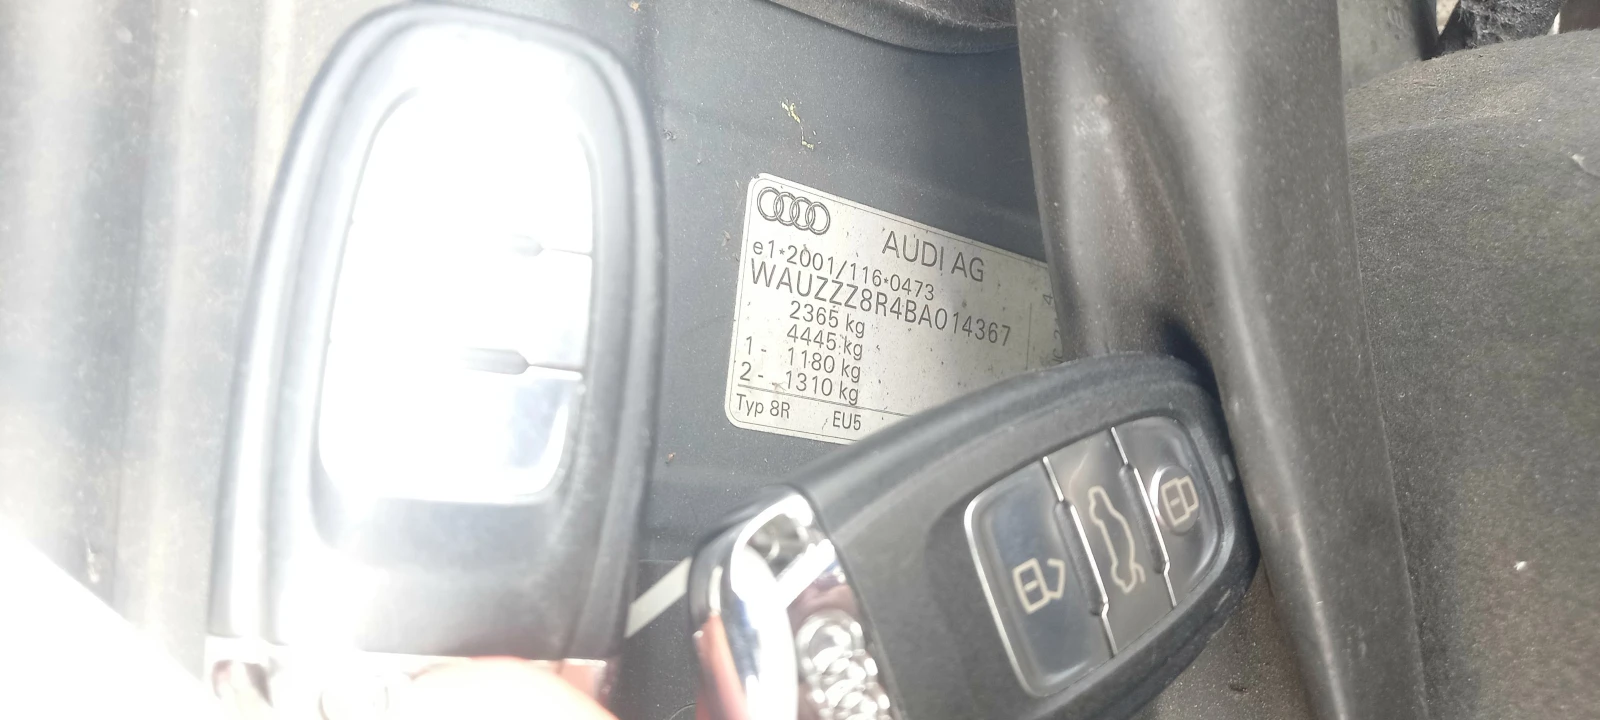 AUDI AG
e1*2001/116*0473
WAUZZZ8R4BA014367
2365 kg
4445 kg
1- 1180 kg
2- 1310 kg
Typ 8R EU5